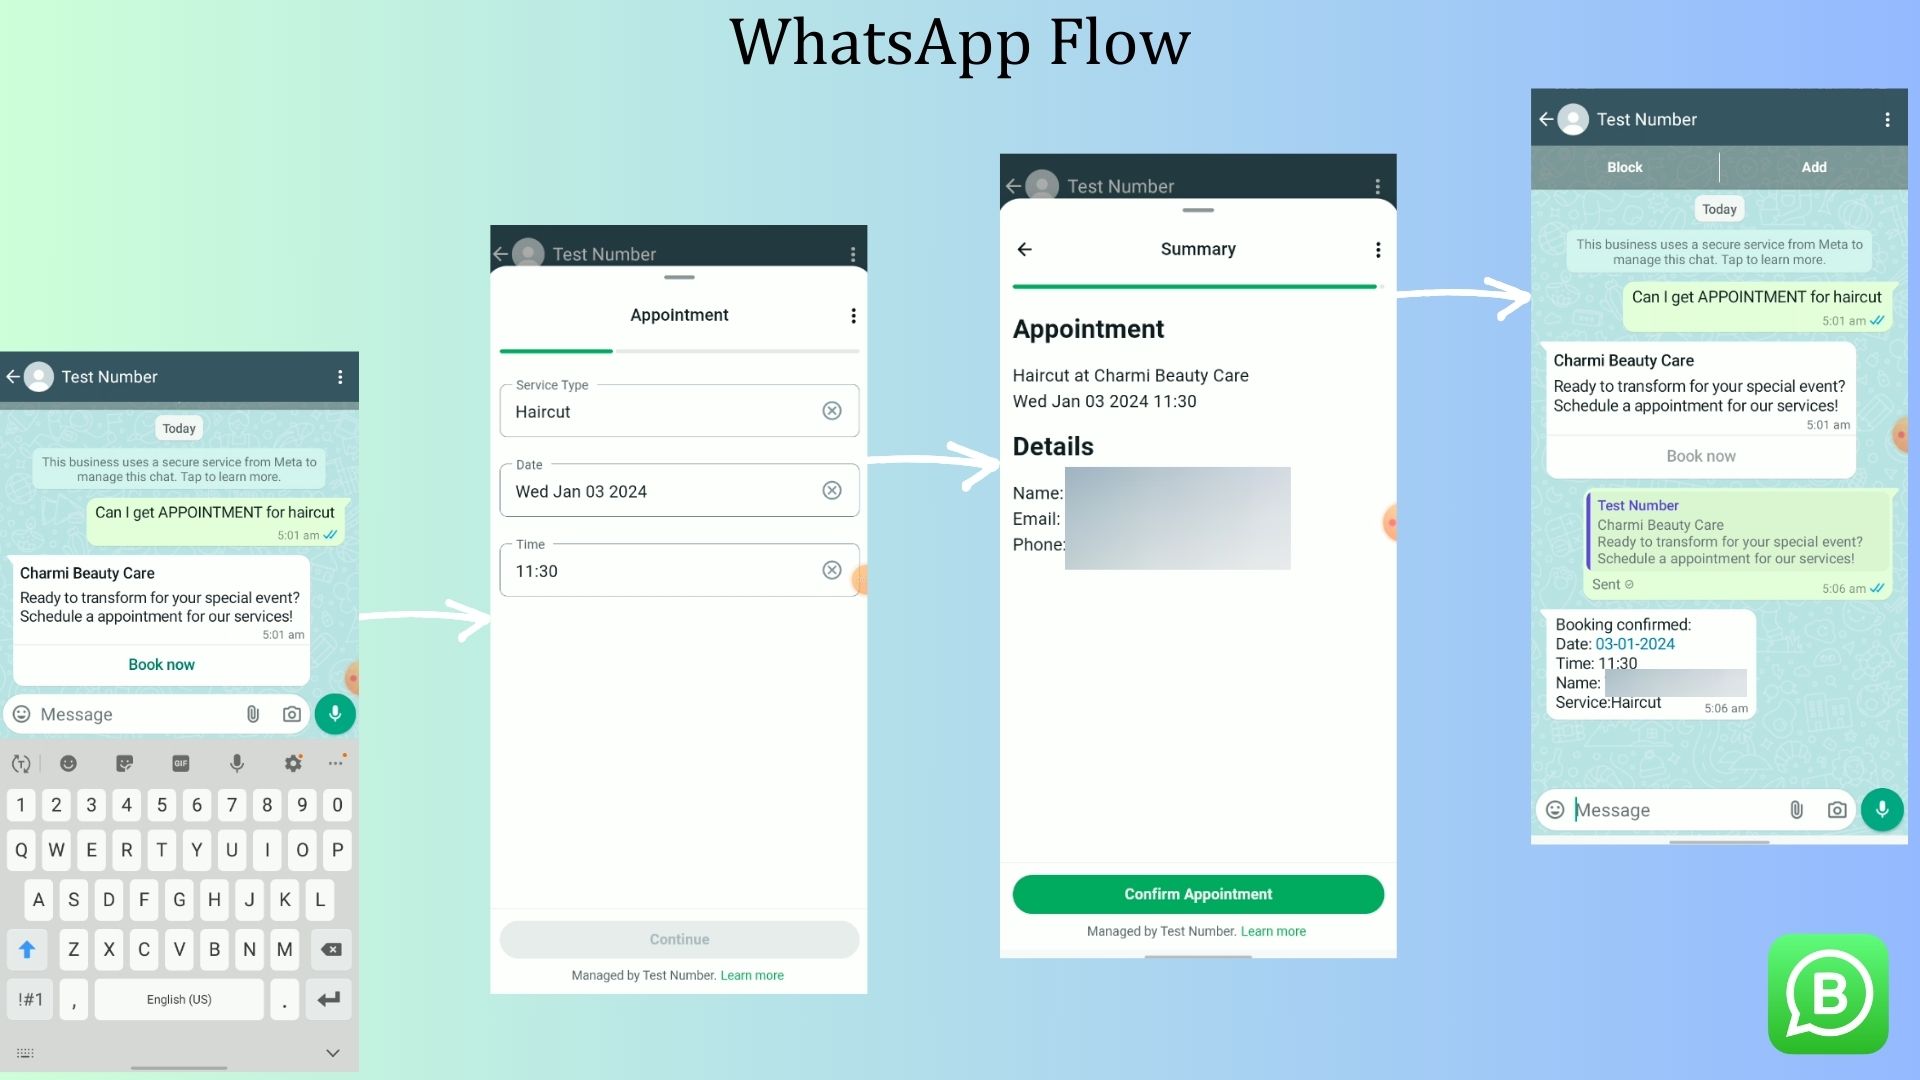 WhatsApp Flow
Test Number
Today
This business uses a secure service from Meta to
manage this chat. Tap to learn more.
Can I get APPOINTMENT for haircut
5:01 am
Charmi Beauty Care
Ready to transform for your special event?
Schedule a appointment for our services!
5:01 am
Book now
Message
GIF
1 2 3 4 5 6 7 8 9 0
Q W E R T Y U I O P
A S D F G H J K L
Z X C V B N M
!#1 , English (US) .
Test Number
Appointment
Service Type
Haircut
Date
Wed Jan 03 2024
Time
11:30
Continue
Managed by Test Number. Learn more
Test Number
Summary
Appointment
Haircut at Charmi Beauty Care
Wed Jan 03 2024 11:30
Details
Name:
Email:
Phone:
Confirm Appointment
Managed by Test Number. Learn more
Test Number
Block Add
Today
This business uses a secure service from Meta to
manage this chat. Tap to learn more.
Can I get APPOINTMENT for haircut
5:01 am
Charmi Beauty Care
Ready to transform for your special event?
Schedule a appointment for our services!
5:01 am
Book now
Test Number
Charmi Beauty Care
Ready to transform for your special event?
Schedule a appointment for our services!
Sent
5:06 am
Booking confirmed:
Date: 03-01-2024
Time: 11:30
Name:
Service:Haircut
5:06 am
Message
B